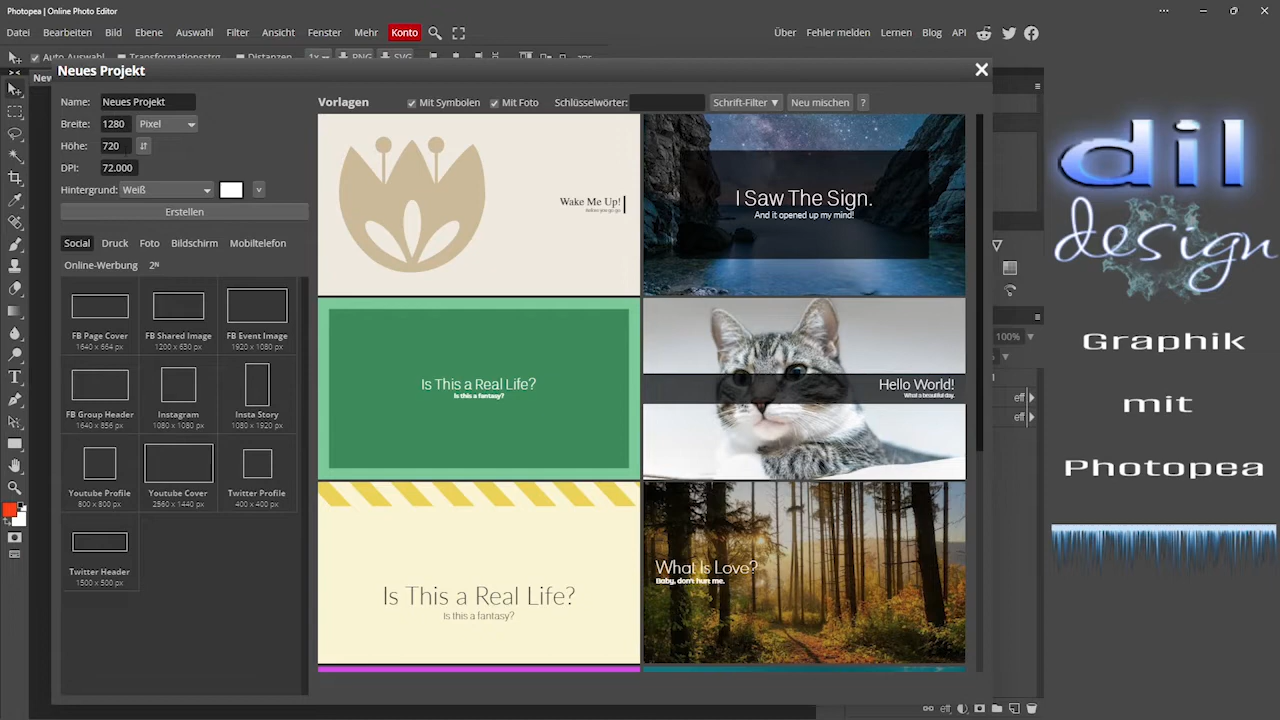 Photopea | Online Photo Editor
Datei Bearbeiten Bild Ebene Auswahl Filter Ansicht Fenster Mehr Konto
Über Fehler melden Lernen Blog API
Neues Projekt
Name: Neues Projekt
Breite: 1280 Pixel
Höhe: 720
DPI: 72.000
Hintergrund: Weiß
Erstellen
Social Druck Foto Bildschirm Mobiltelefon
Online-Werbung 2ᴺ
FB Page Cover
1640 x 664 px
FB Shared Image
1200 x 630 px
FB Event Image
1920 x 1080 px
FB Group Header
1640 x 856 px
Instagram
1080 x 1080 px
Insta Story
1080 x 1920 px
Youtube Profile
800 x 800 px
Youtube Cover
2560 x 1440 px
Twitter Profile
400 x 400 px
Twitter Header
1500 x 500 px
Vorlagen Mit Symbolen Mit Foto Schlüsselwörter: Schrift-Filter ▼ Neu mischen ?
Wake Me Up!
before you go go
I Saw The Sign.
And it opened up my mind!
Is This a Real Life?
Is this a fantasy?
Hello World!
What a beautiful day.
Is This a Real Life?
Is this a fantasy?
What Is Love?
Baby, don't hurt me.
100%
eff
eff
dil
design
Graphik
mit
Photopea